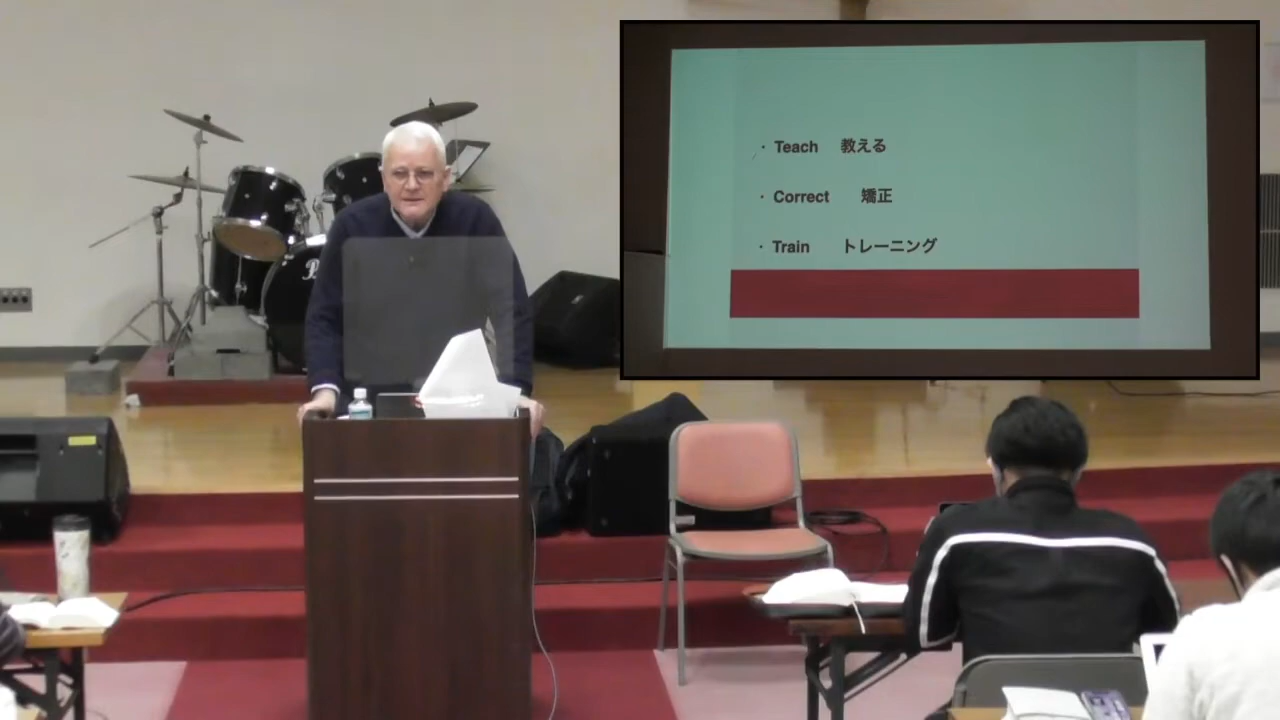 · Teach 教える
· Correct 矯正
· Train トレーニング